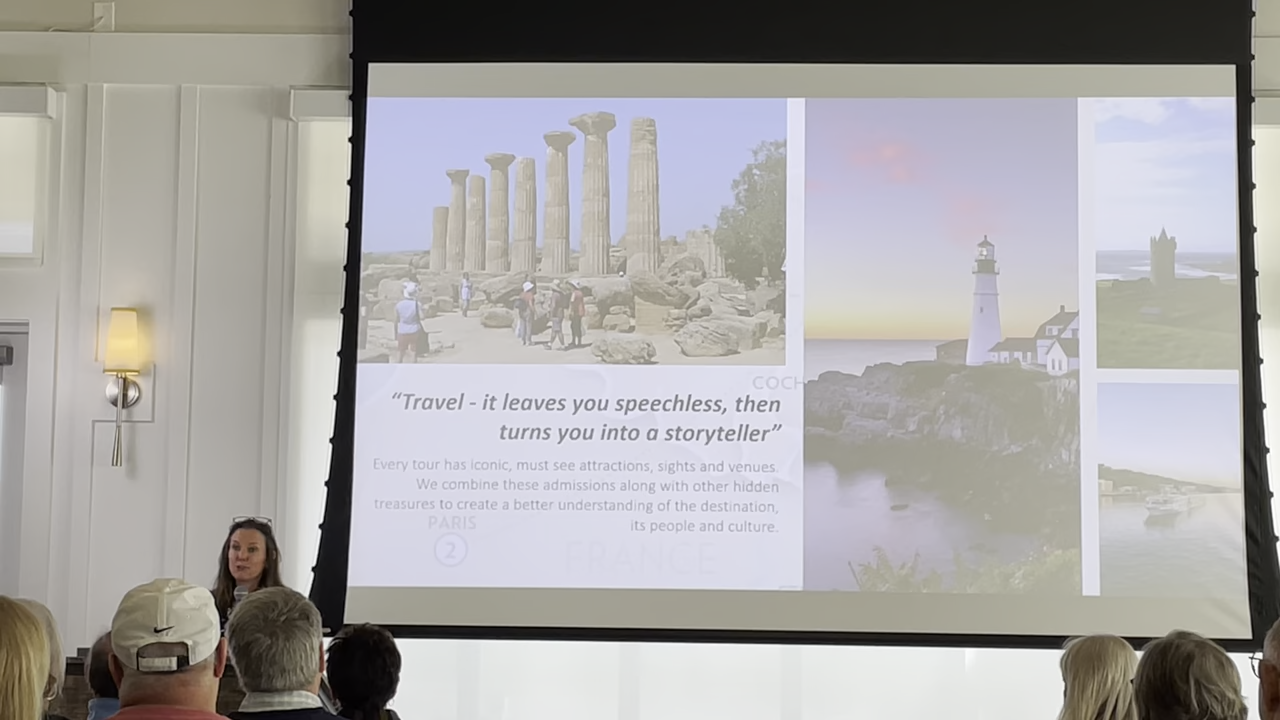 “Travel - it leaves you speechless, then
turns you into a storyteller”
Every tour has iconic, must see attractions, sights and venues.
We combine these admissions along with other hidden
treasures to create a better understanding of the destination,
its people and culture.
COCH
PARIS
2
FRANCE